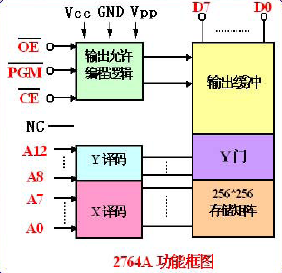 Vcc GND Vpp
D7 D0
OE
PGM
CE
输出允许
编程逻辑
输出缓冲
NC
A12
A8
Y译码
Y门
A7
A0
X译码
256*256
存储矩阵
2764A 功能框图